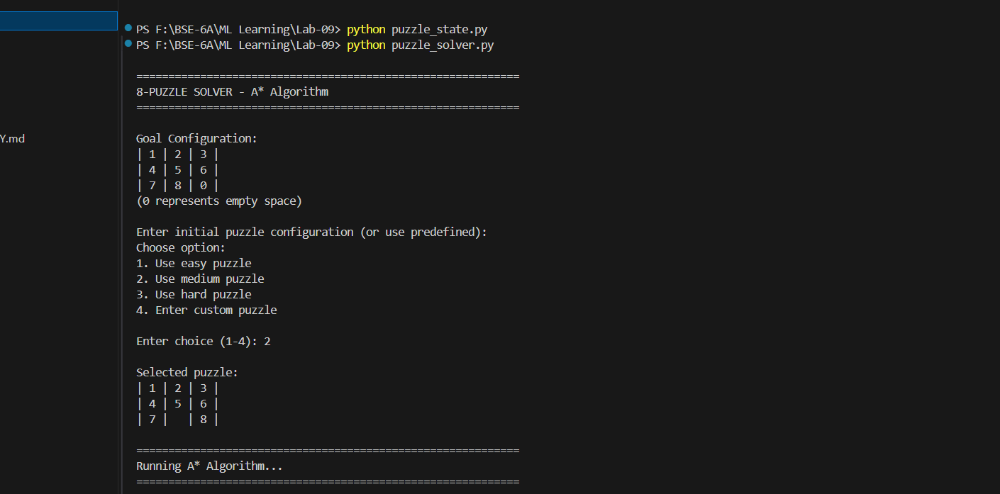 PS F:\BSE-6A\ML Learning\Lab-09> python puzzle_state.py
PS F:\BSE-6A\ML Learning\Lab-09> python puzzle_solver.py
============================================================
8-PUZZLE SOLVER - A* Algorithm
============================================================
Goal Configuration:
| 1 | 2 | 3 |
| 4 | 5 | 6 |
| 7 | 8 | 0 |
(0 represents empty space)
Y.md
Enter initial puzzle configuration (or use predefined):
Choose option:
1. Use easy puzzle
2. Use medium puzzle
3. Use hard puzzle
4. Enter custom puzzle
Enter choice (1-4): 2
Selected puzzle:
| 1 | 2 | 3 |
| 4 | 5 | 6 |
| 7 |   | 8 |
============================================================
Running A* Algorithm...
============================================================